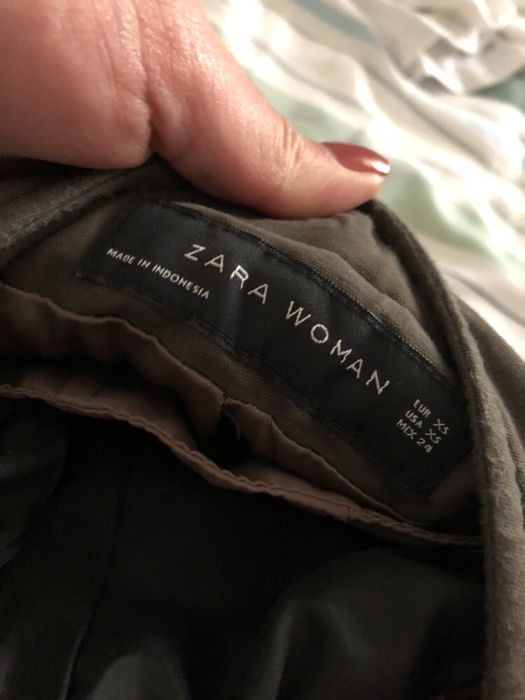 ZARA WOMAN
MADE IN INDONESIA
EUR XS
USA XS
MEX 24